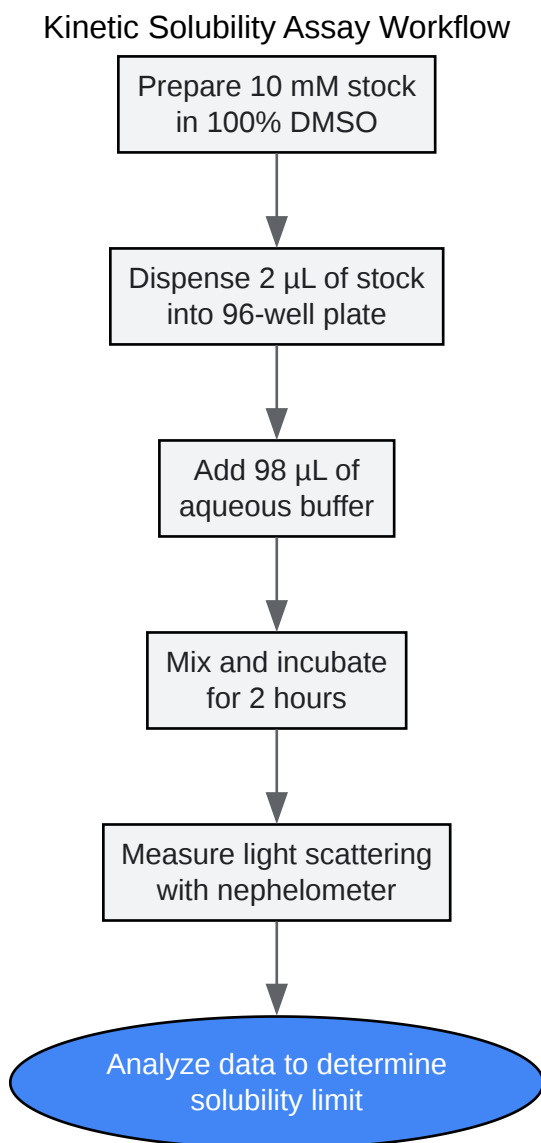 Kinetic Solubility Assay Workflow
Prepare 10 mM stock
in 100% DMSO
Dispense 2 µL of stock
into 96-well plate
Add 98 µL of
aqueous buffer
Mix and incubate
for 2 hours
Measure light scattering
with nephelometer
Analyze data to determine
solubility limit